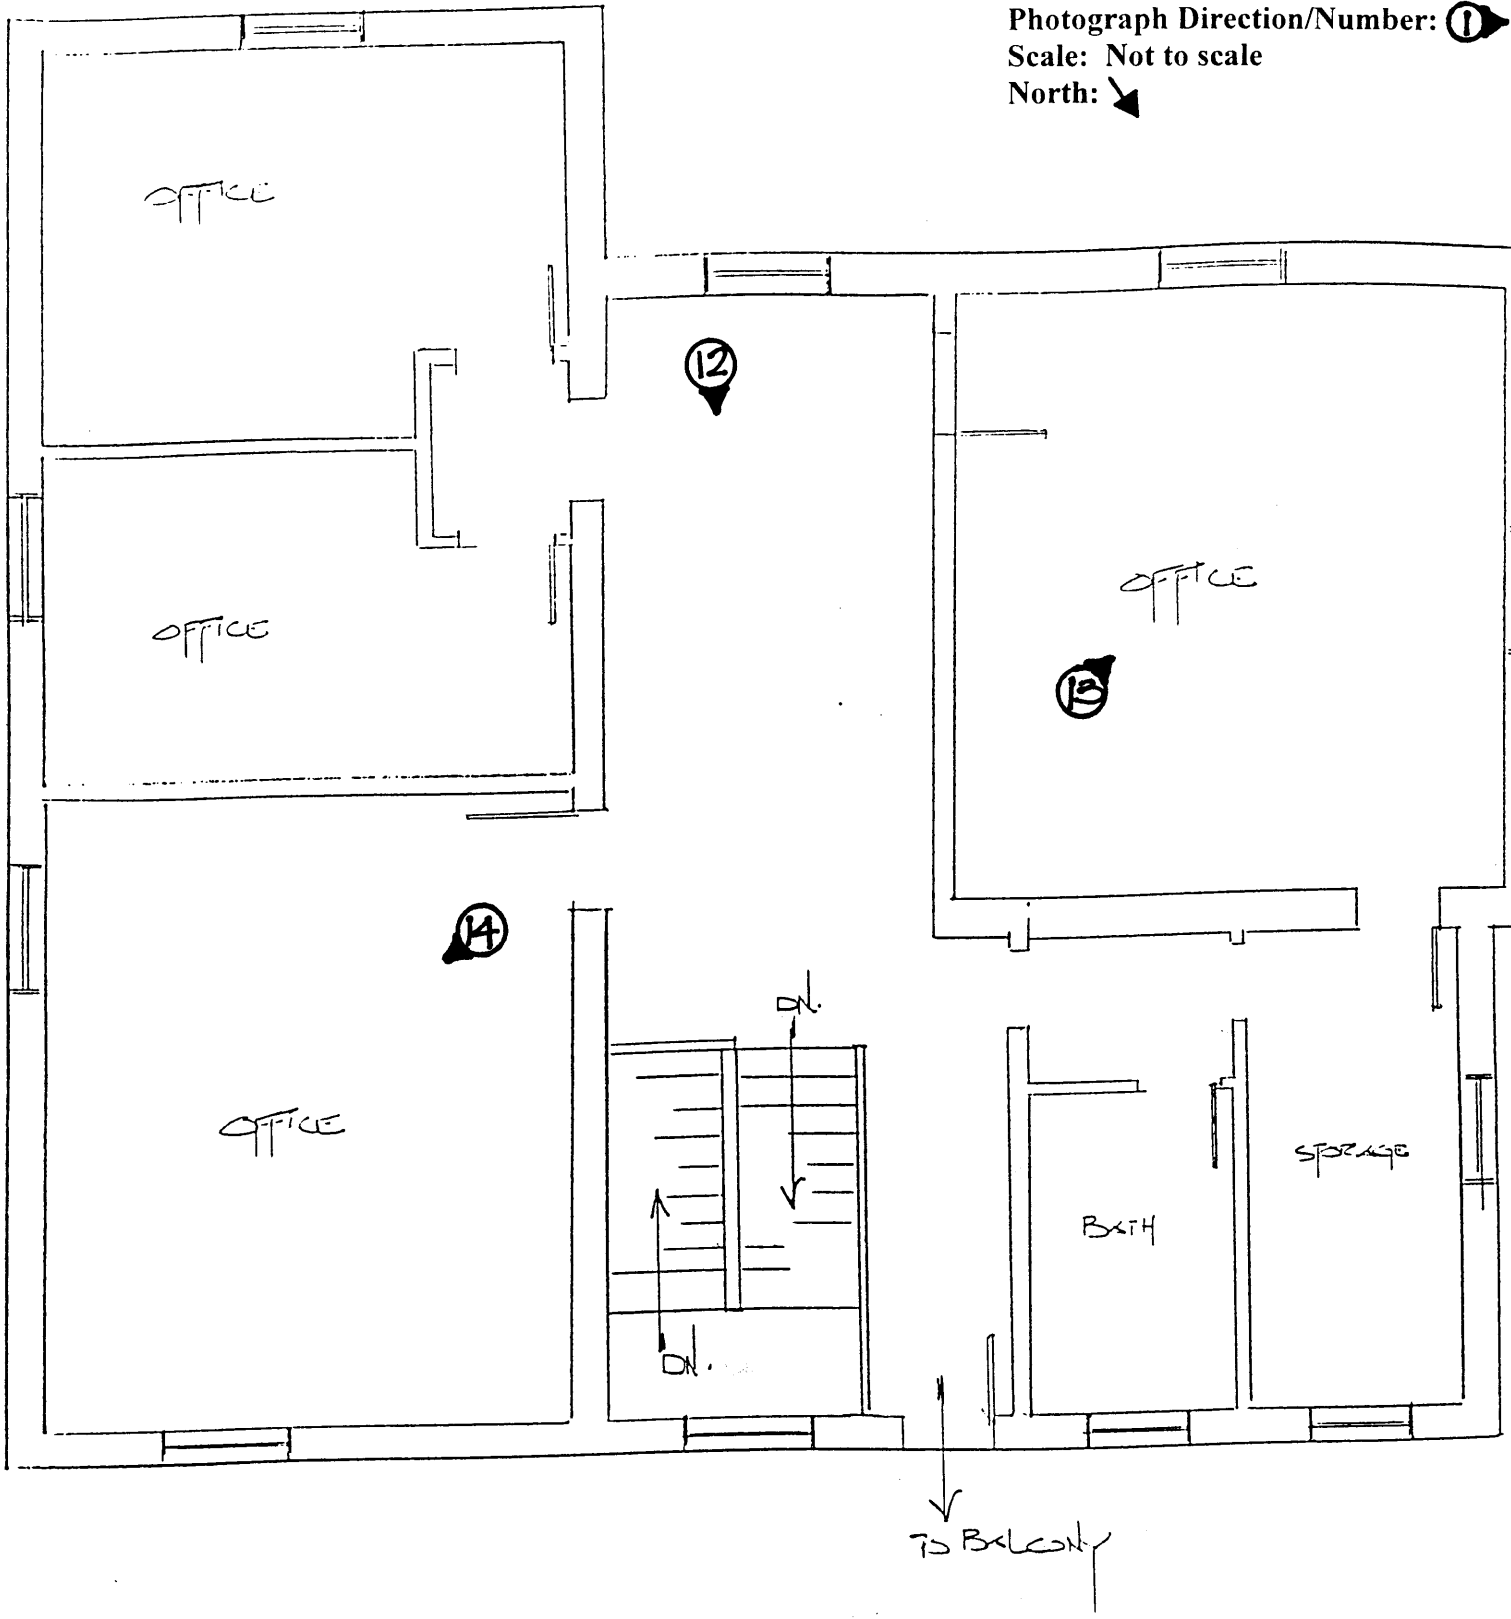 Photograph Direction/Number: 1
Scale: Not to scale
North:
OFFICE
12
OFFICE
OFFICE
13
14
DN.
OFFICE
STORAGE
BATH
DN.
TO BALCONY